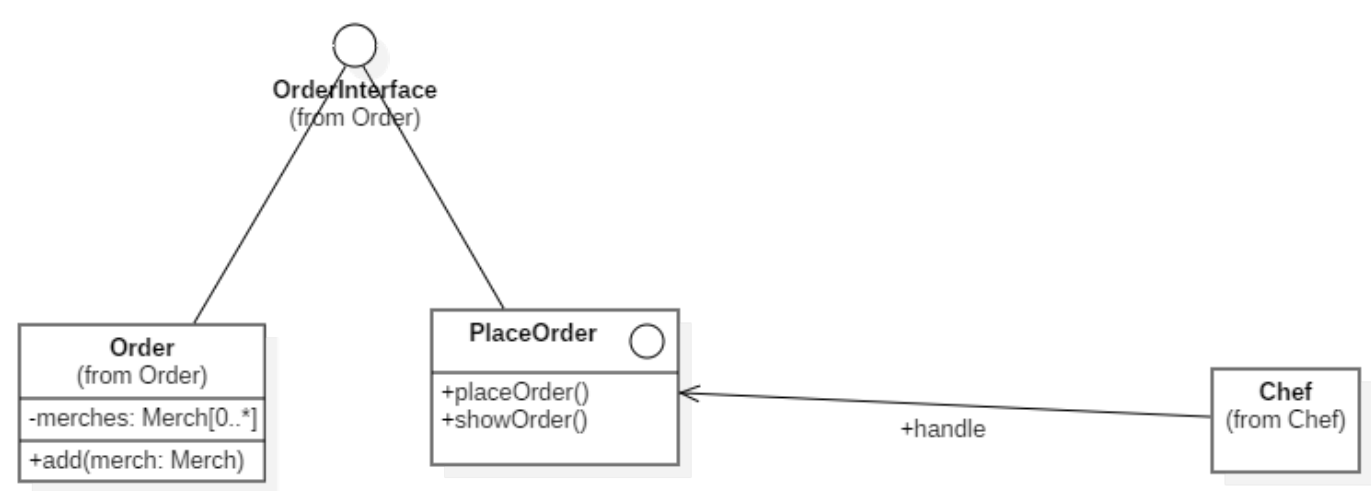 OrderInterface
(from Order)
Order
(from Order)
-merches: Merch[0..*]
+add(merch: Merch)
PlaceOrder
+placeOrder()
+showOrder()
+handle
Chef
(from Chef)